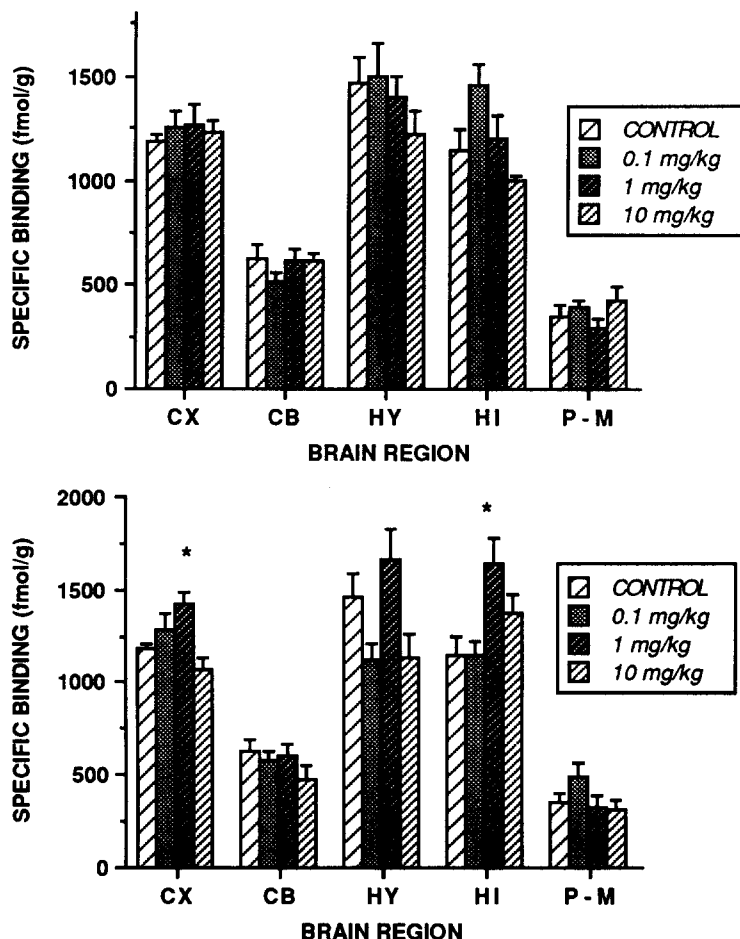 SPECIFIC BINDING (fmol/g)
1500
1000
500
0
CX CB HY HI P - M
BRAIN REGION
CONTROL
0.1 mg/kg
1 mg/kg
10 mg/kg
SPECIFIC BINDING (fmol/g)
2000
1500
1000
500
0
* *
CX CB HY HI P - M
BRAIN REGION
CONTROL
0.1 mg/kg
1 mg/kg
10 mg/kg